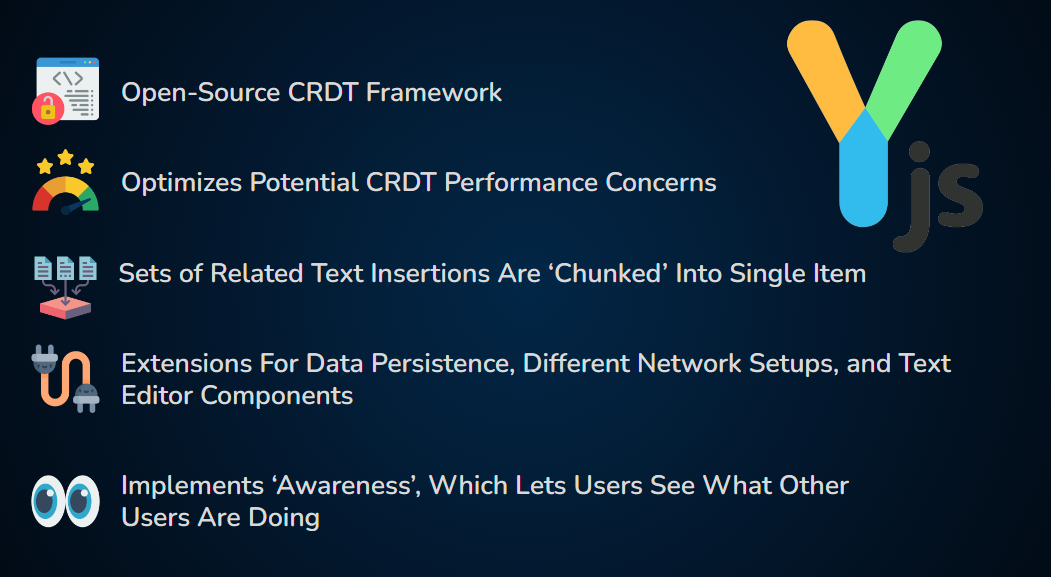 Open-Source CRDT Framework
Yjs
Optimizes Potential CRDT Performance Concerns
Sets of Related Text Insertions Are ‘Chunked’ Into Single Item
Extensions For Data Persistence, Different Network Setups, and Text
Editor Components
Implements ‘Awareness’, Which Lets Users See What Other
Users Are Doing